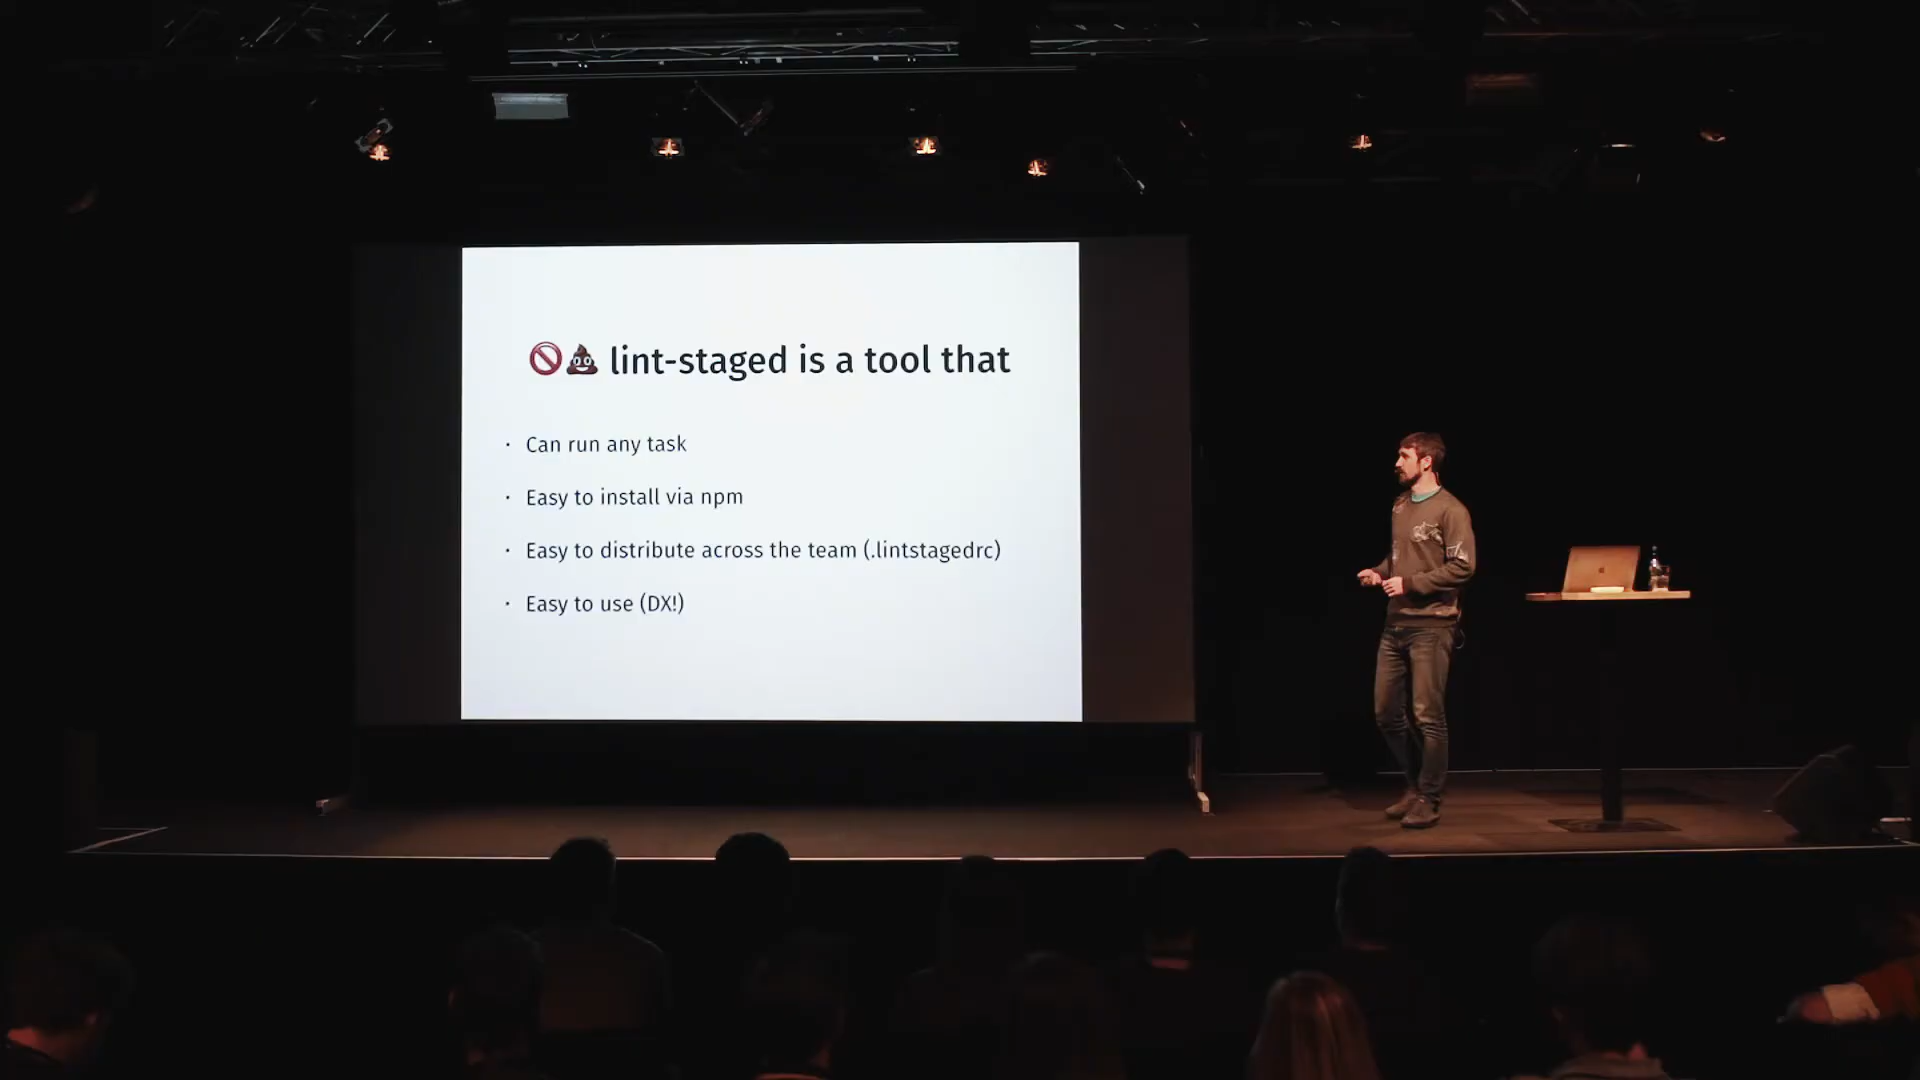 🚫💩 lint-staged is a tool that
· Can run any task
· Easy to install via npm
· Easy to distribute across the team (.lintstagedrc)
· Easy to use (DX!)